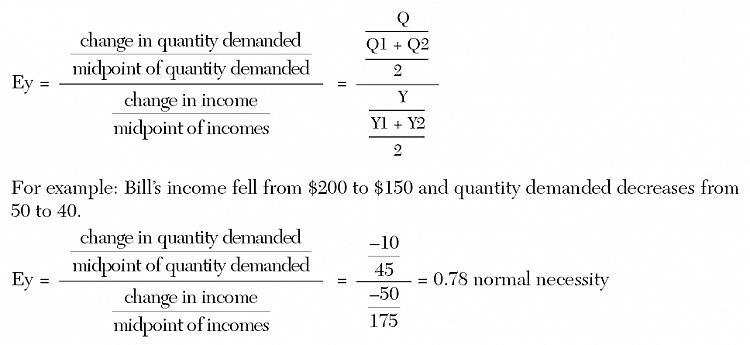 Ey = change in quantity demanded / midpoint of quantity demanded / change in income / midpoint of incomes = Q / Q1 + Q2 / 2 / Y / Y1 + Y2 / 2
For example: Bill's income fell from $200 to $150 and quantity demanded decreases from
50 to 40.
Ey = change in quantity demanded / midpoint of quantity demanded / change in income / midpoint of incomes = –10 / 45 / –50 / 175 = 0.78 normal necessity